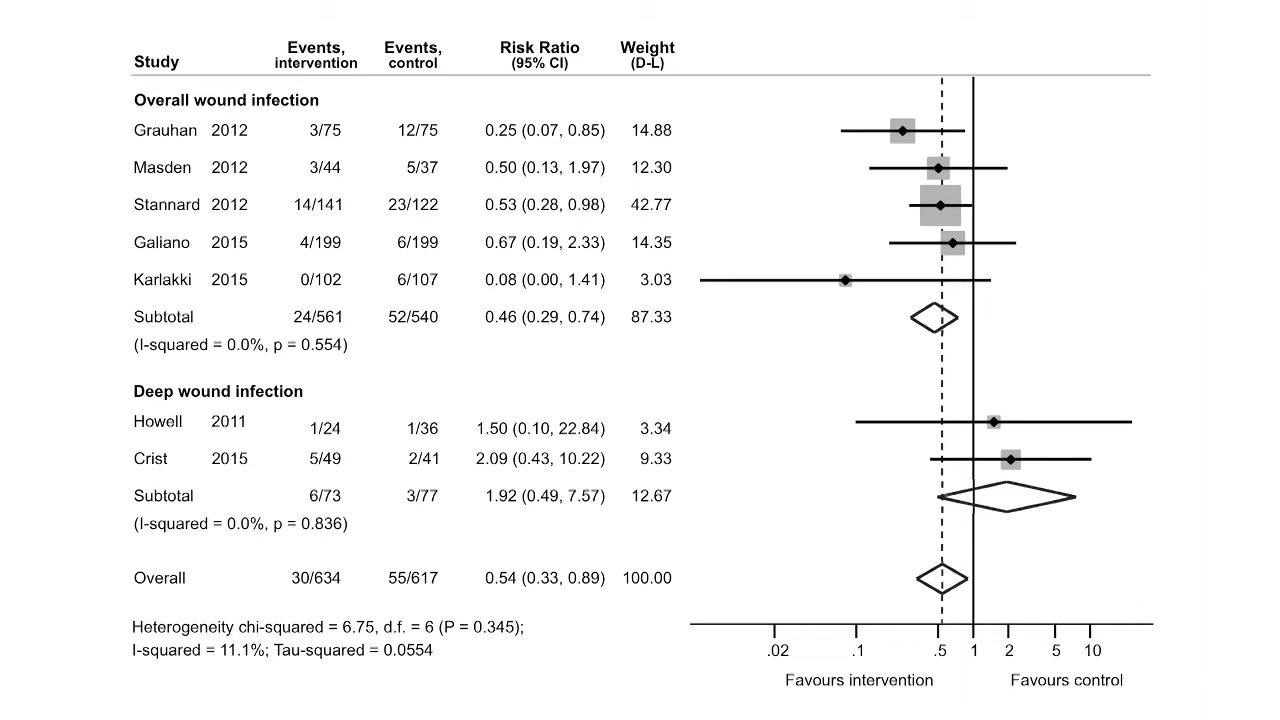 Study Events, intervention Events, control Risk Ratio (95% CI) Weight (D-L)
Overall wound infection
Grauhan 2012 3/75 12/75 0.25 (0.07, 0.85) 14.88
Masden 2012 3/44 5/37 0.50 (0.13, 1.97) 12.30
Stannard 2012 14/141 23/122 0.53 (0.28, 0.98) 42.77
Galiano 2015 4/199 6/199 0.67 (0.19, 2.33) 14.35
Karlakki 2015 0/102 6/107 0.08 (0.00, 1.41) 3.03
Subtotal 24/561 52/540 0.46 (0.29, 0.74) 87.33
(I-squared = 0.0%, p = 0.554)
Deep wound infection
Howell 2011 1/24 1/36 1.50 (0.10, 22.84) 3.34
Crist 2015 5/49 2/41 2.09 (0.43, 10.22) 9.33
Subtotal 6/73 3/77 1.92 (0.49, 7.57) 12.67
(I-squared = 0.0%, p = 0.836)
Overall 30/634 55/617 0.54 (0.33, 0.89) 100.00
Heterogeneity chi-squared = 6.75, d.f. = 6 (P = 0.345);
I-squared = 11.1%; Tau-squared = 0.0554
.02 .1 .5 1 2 5 10
Favours intervention Favours control